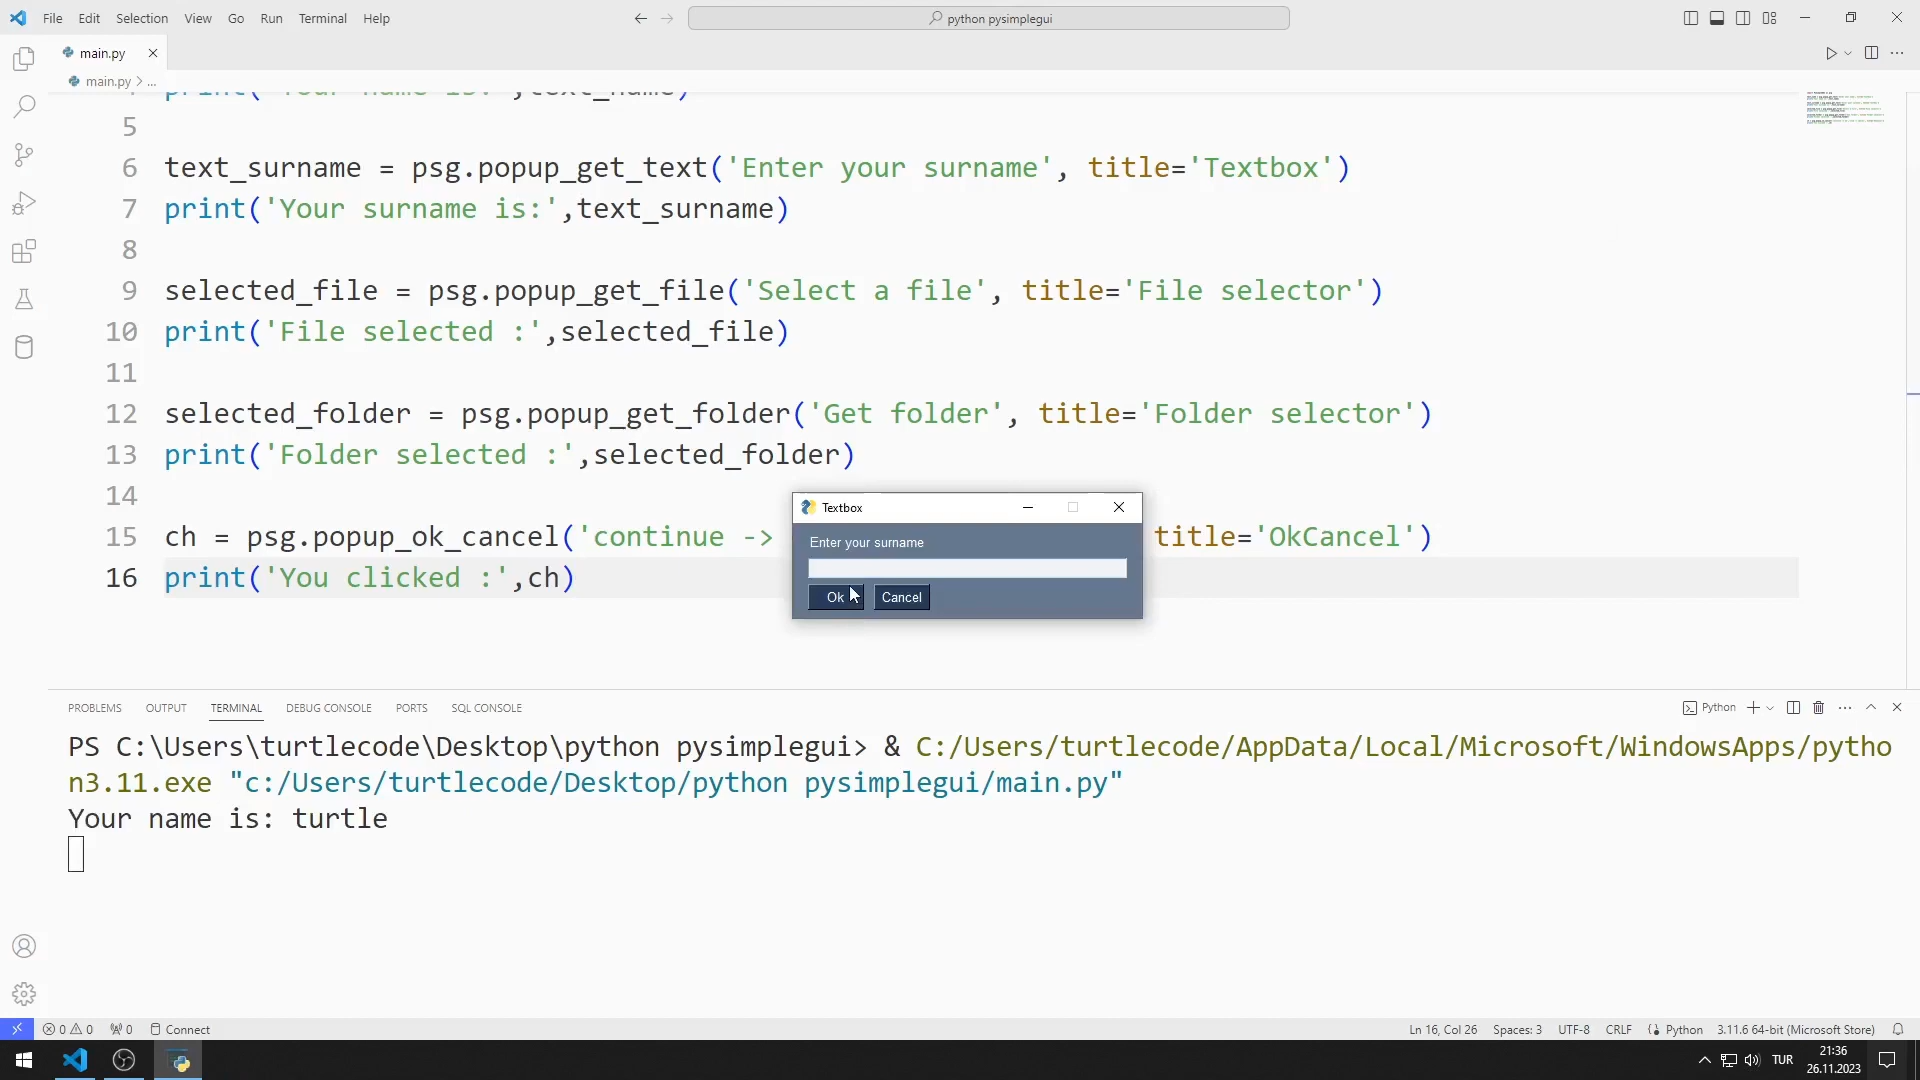 File Edit Selection View Go Run Terminal Help
python pysimplegui
main.py
main.py > ...
5
6 text_surname = psg.popup_get_text('Enter your surname', title='Textbox')
7 print('Your surname is:',text_surname)
8
9 selected_file = psg.popup_get_file('Select a file', title='File selector')
10 print('File selected :',selected_file)
11
12 selected_folder = psg.popup_get_folder('Get folder', title='Folder selector')
13 print('Folder selected :',selected_folder)
14
15 ch = psg.popup_ok_cancel('continue -> title='OkCancel')
16 print('You clicked :',ch)
Textbox
Enter your surname
Ok Cancel
PROBLEMS OUTPUT TERMINAL DEBUG CONSOLE PORTS SQL CONSOLE Python
PS C:\Users\turtlecode\Desktop\python pysimplegui> & C:/Users/turtlecode/AppData/Local/Microsoft/WindowsApps/pytho
n3.11.exe "c:/Users/turtlecode/Desktop/python pysimplegui/main.py"
Your name is: turtle
0 0 0 Connect Ln 16, Col 26 Spaces: 3 UTF-8 CRLF Python 3.11.6 64-bit (Microsoft Store)
TUR 21:36
26.11.2023